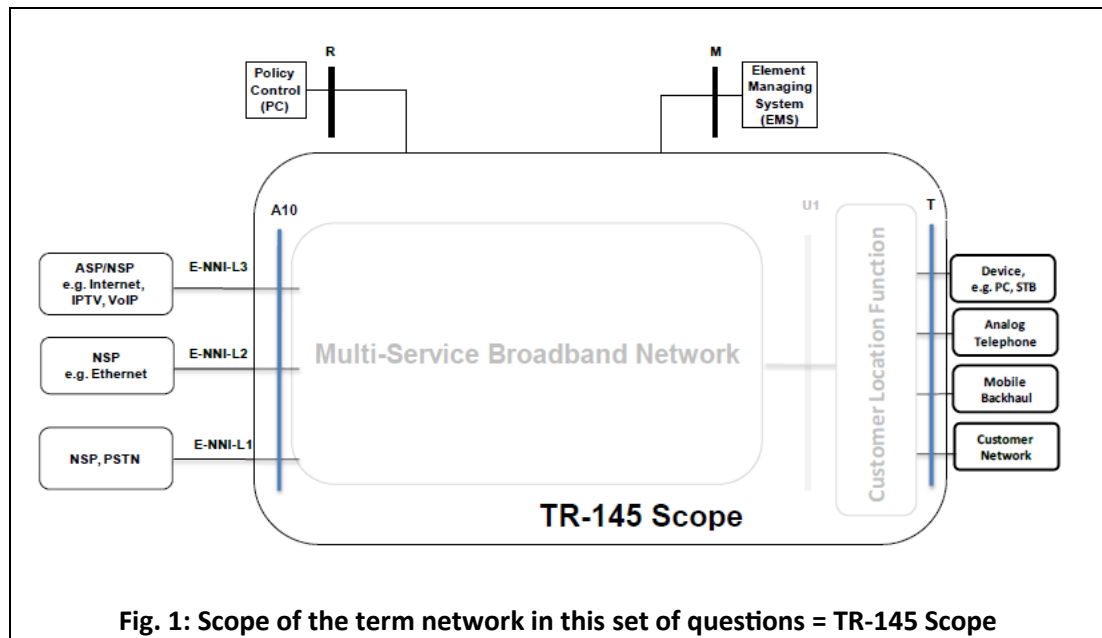 R
M
Policy
Control
(PC)
Element
Managing
System
(EMS)
A10
U1
T
ASP/NSP
e.g. Internet,
IPTV, VoIP
E-NNI-L3
NSP
e.g. Ethernet
E-NNI-L2
NSP, PSTN
E-NNI-L1
Multi-Service Broadband Network
Customer Location Function
Device,
e.g. PC, STB
Analog
Telephone
Mobile
Backhaul
Customer
Network
TR-145 Scope
Fig. 1: Scope of the term network in this set of questions = TR-145 Scope